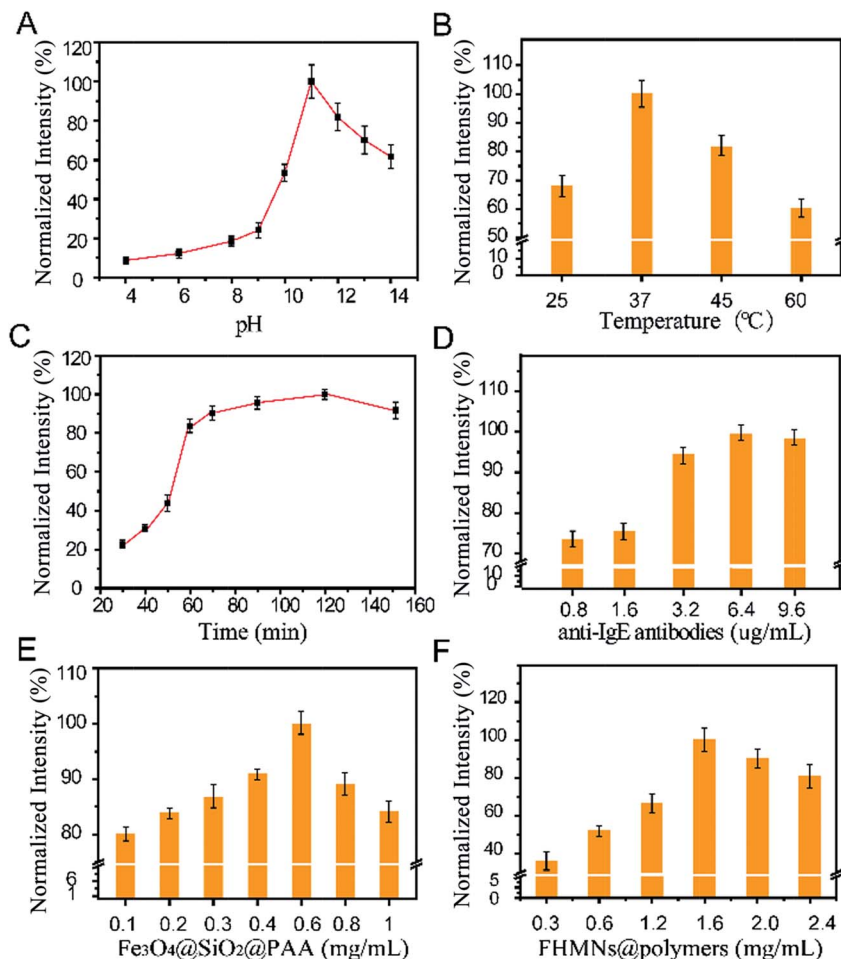 A
Normalized Intensity (%)
120
100
80
60
40
20
0
4 6 8 10 12 14
pH
B
Normalized Intensity (%)
100
90
80
70
60
50
10
0
25 37 45 60
Temperature (℃)
C
Normalized Intensity (%)
120
100
80
60
40
20
0
20 40 60 80 100 120 140 160
Time (min)
D
Normalized Intensity (%)
110
100
90
80
70
10
0
0.8 1.6 3.2 6.4 9.6
anti-IgE antibodies (ug/mL)
E
Normalized Intensity (%)
100
90
80
6
1
0.1 0.2 0.3 0.4 0.6 0.8 1
Fe₃O₄@SiO₂@PAA (mg/mL)
F
Normalized Intensity (%)
120
100
80
60
40
5
0
0.3 0.6 1.2 1.6 2.0 2.4
FHMNs@polymers (mg/mL)